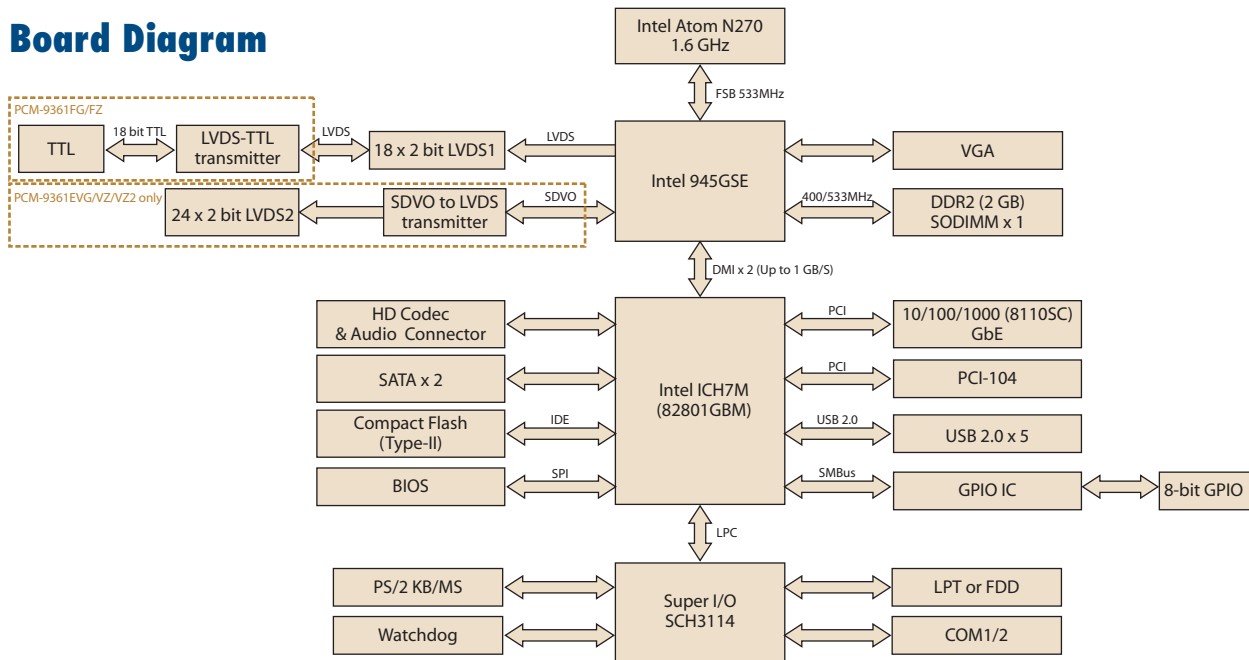 Board Diagram
Intel Atom N270
1.6 GHz
FSB 533MHz
PCM-9361FG/FZ
TTL
18 bit TTL
LVDS-TTL
transmitter
LVDS
18 x 2 bit LVDS1
LVDS
Intel 945GSE
VGA
PCM-9361EVG/VZ/VZ2 only
24 x 2 bit LVDS2
SDVO to LVDS
transmitter
SDVO
400/533MHz
DDR2 (2 GB)
SODIMM x 1
DMI x 2 (Up to 1 GB/S)
HD Codec
& Audio Connector
PCI
10/100/1000 (8110SC)
GbE
SATA x 2
Intel ICH7M
(82801GBM)
PCI
PCI-104
Compact Flash
(Type-II)
IDE
USB 2.0
USB 2.0 x 5
BIOS
SPI
SMBus
GPIO IC
8-bit GPIO
LPC
PS/2 KB/MS
Super I/O
SCH3114
LPT or FDD
Watchdog
COM1/2